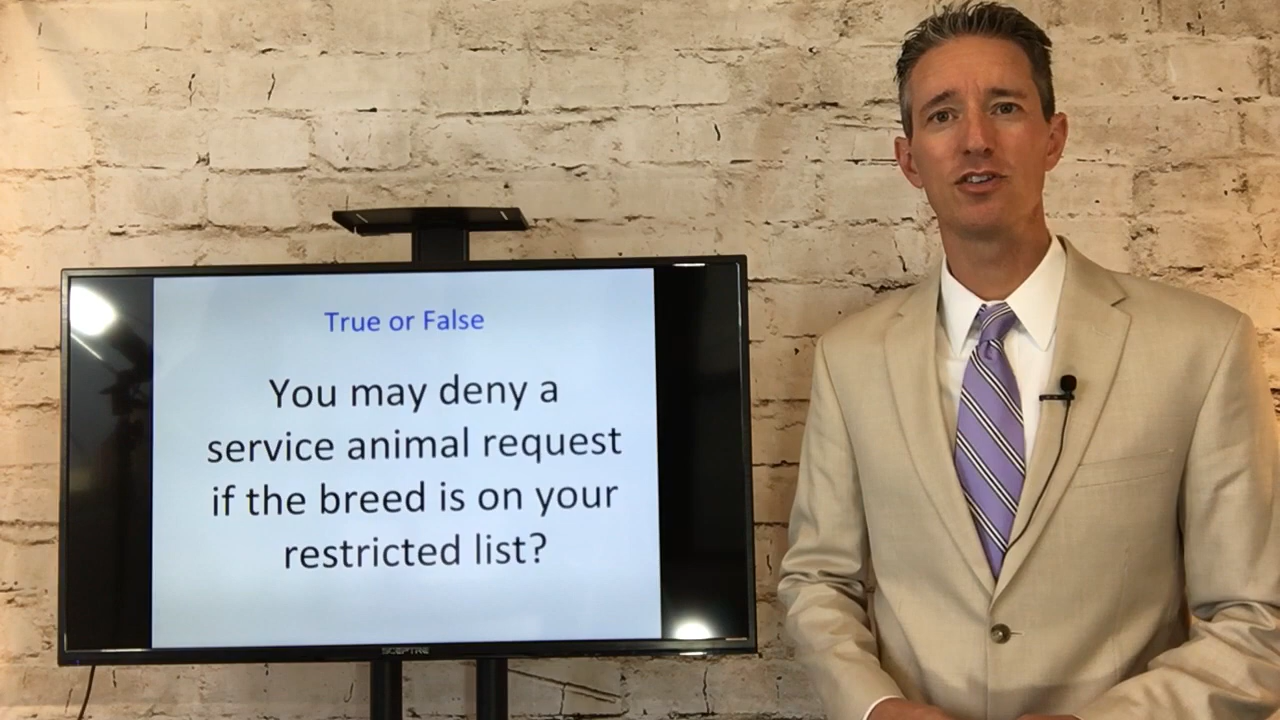 True or False
You may deny a
service animal request
if the breed is on your
restricted list?
SCEPTRE